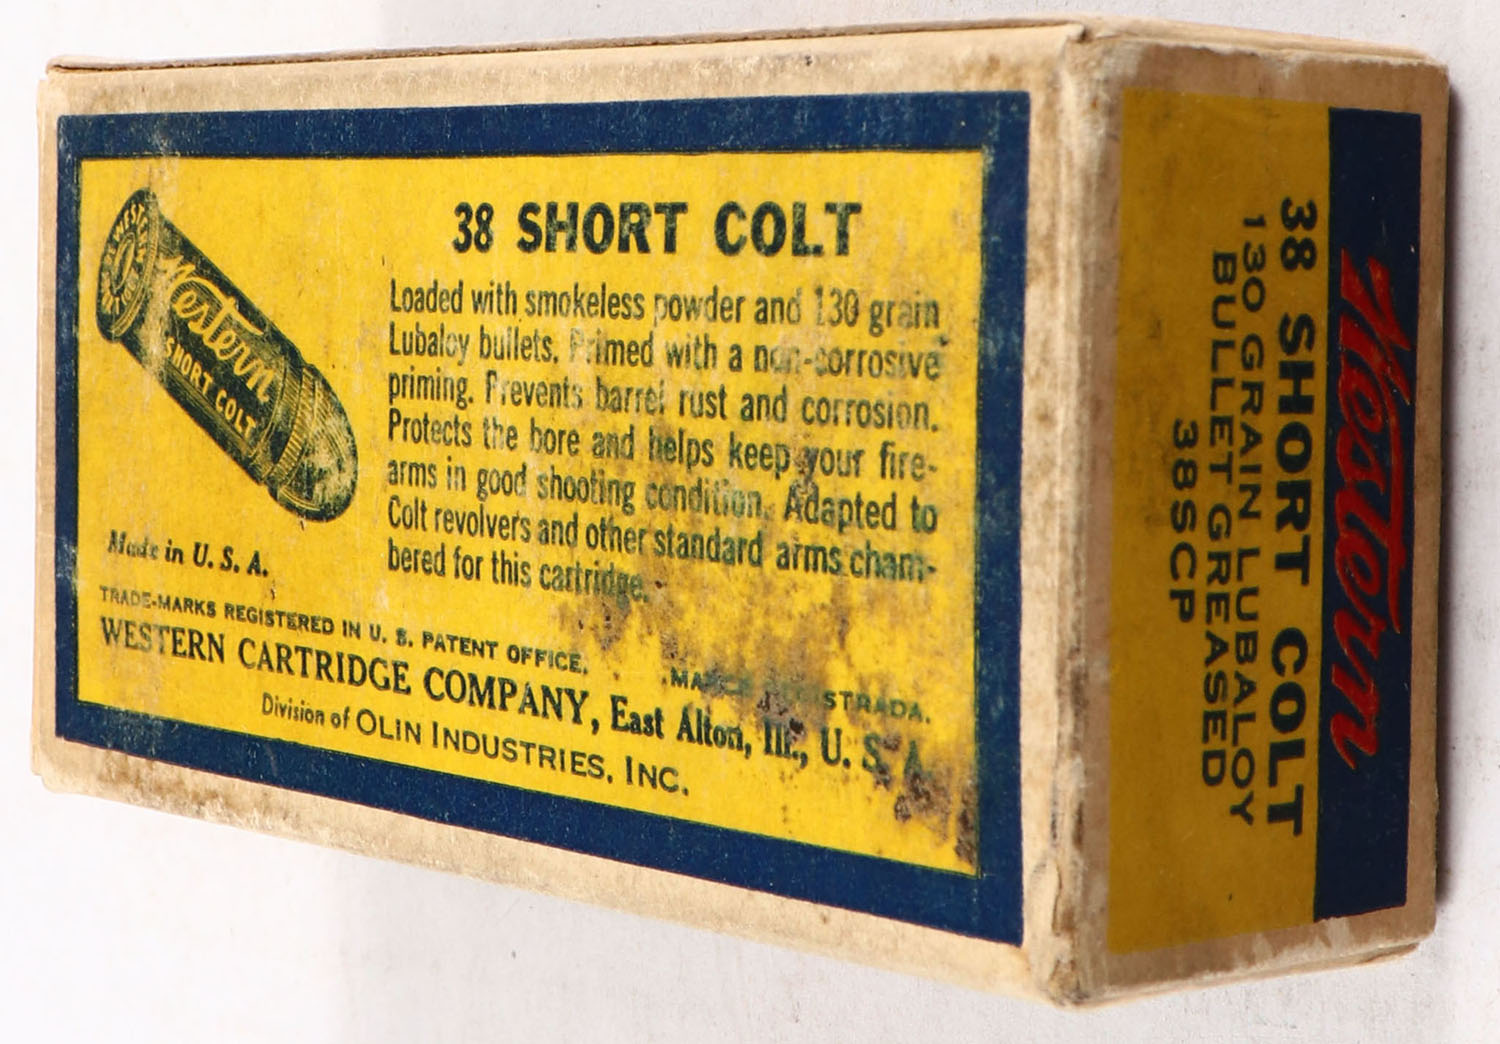 38 SHORT COLT
Loaded with smokeless powder and 130 grain
Lubaloy bullets. Primed with a non-corrosive
priming. Prevents barrel rust and corrosion.
Protects the bore and helps keep your fire-
arms in good shooting condition. Adapted to
Colt revolvers and other standard arms cham-
bered for this cartridge.
WESTERN
Western
SHORT COLT
Made in U. S. A.
TRADE-MARKS REGISTERED IN U. S. PATENT OFFICE. MARCA REGISTRADA.
WESTERN CARTRIDGE COMPANY, East Alton, Ill., U. S. A.
Division of OLIN INDUSTRIES, INC.
Western
38 SHORT COLT
130 GRAIN LUBALOY
BULLET GREASED
38SCP